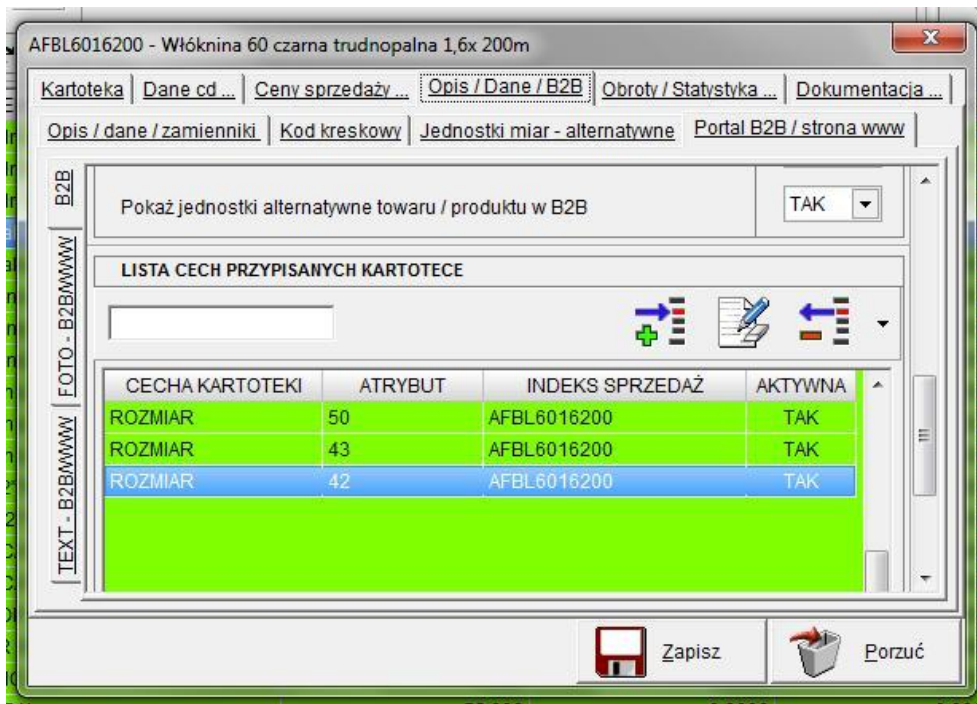 AFBL6016200 - Włóknina 60 czarna trudnopalna 1,6x 200m
Kartoteka Dane cd ... Ceny sprzedaży ... Opis / Dane / B2B Obroty / Statystyka ... Dokumentacja ...
Opis / dane / zamienniki Kod kreskowy Jednostki miar - alternatywne Portal B2B / strona www
B2B
FOTO - B2B/WWW
TEXT - B2B/WWW
Pokaż jednostki alternatywne towaru / produktu w B2B TAK
LISTA CECH PRZYPISANYCH KARTOTECE
CECHA KARTOTEKI ATRYBUT INDEKS SPRZEDAŻ AKTYWNA
ROZMIAR 50 AFBL6016200 TAK
ROZMIAR 43 AFBL6016200 TAK
ROZMIAR 42 AFBL6016200 TAK
Zapisz Porzuć